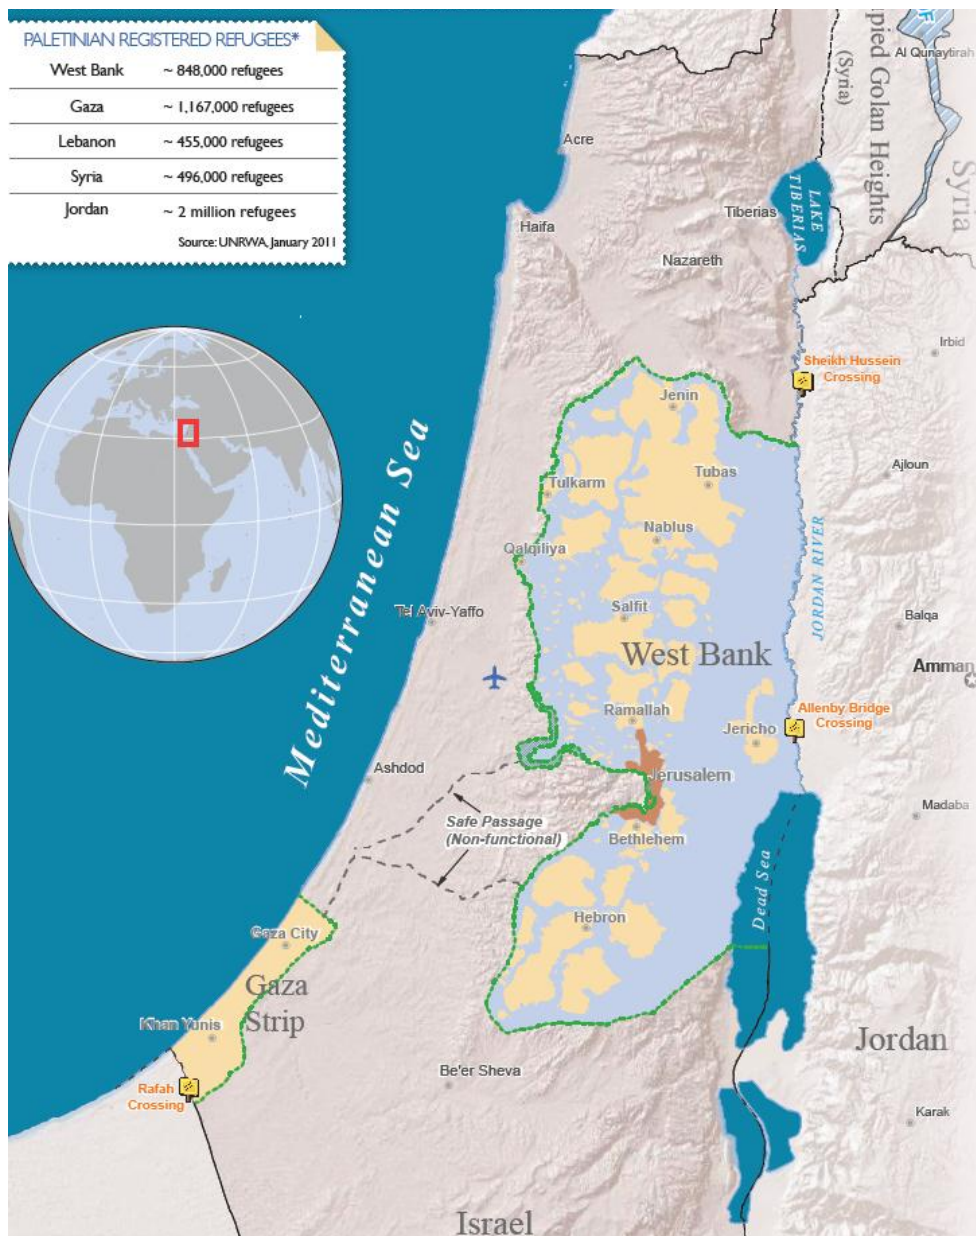 PALETINIAN REGISTERED REFUGEES*
West Bank ~ 848,000 refugees
Gaza ~ 1,167,000 refugees
Lebanon ~ 455,000 refugees
Syria ~ 496,000 refugees
Jordan ~ 2 million refugees
Source: UNRWA, January 2011
pied Golan Heights
(Syria)
Al Qunaytirah
Syria
Acre
LAKE
TIBERIAS
Tiberias
Haifa
Nazareth
Irbid
Sheikh Hussein
Crossing
Jenin
Mediterranean Sea
Ajloun
Tubas
Tulkarm
Nablus
Qalqiliya
JORDAN RIVER
Tel Aviv-Yaffo
Salfit
Balqa
West Bank
Amman
Ramallah
Jericho
Allenby Bridge
Crossing
Ashdod
Jerusalem
Madaba
Safe Passage
(Non-functional)
Bethlehem
Dead Sea
Hebron
Gaza City
Gaza
Strip
Khan Yunis
Jordan
Be'er Sheva
Rafah
Crossing
Karak
Israel